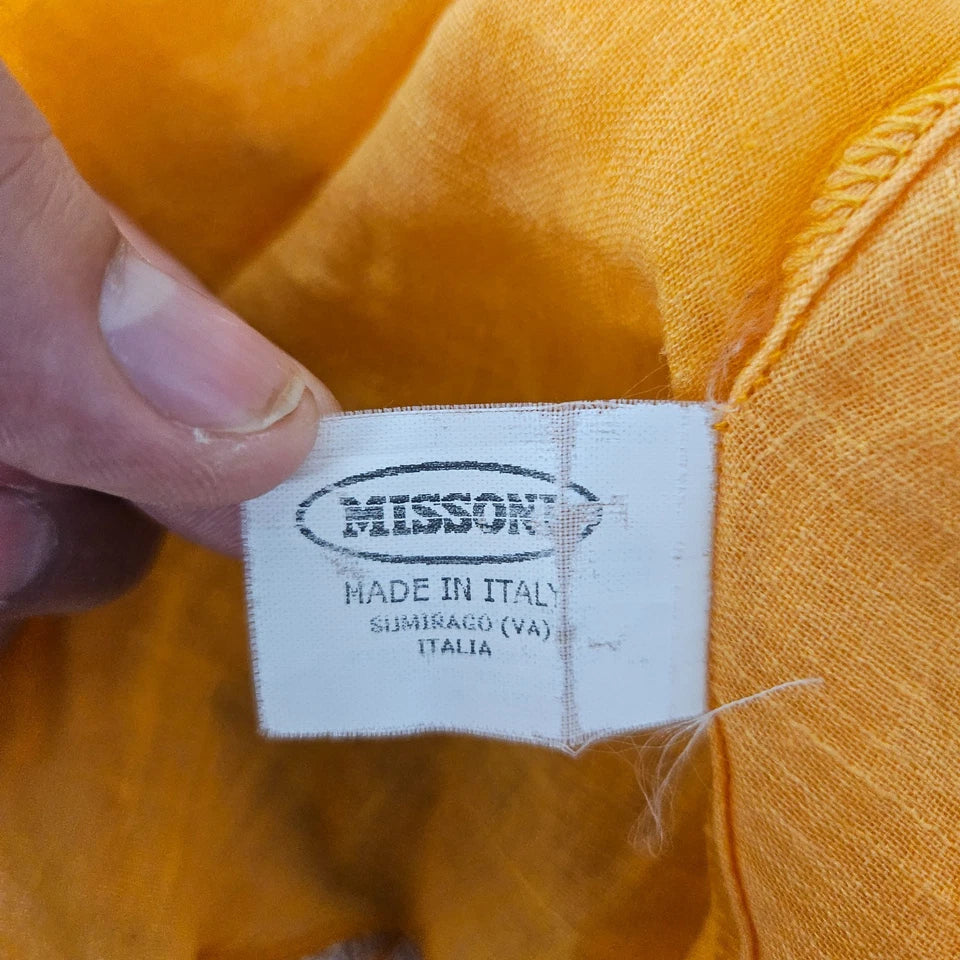 MISSONI
MADE IN ITALY
SUMIRAGO (VA)
ITALIA